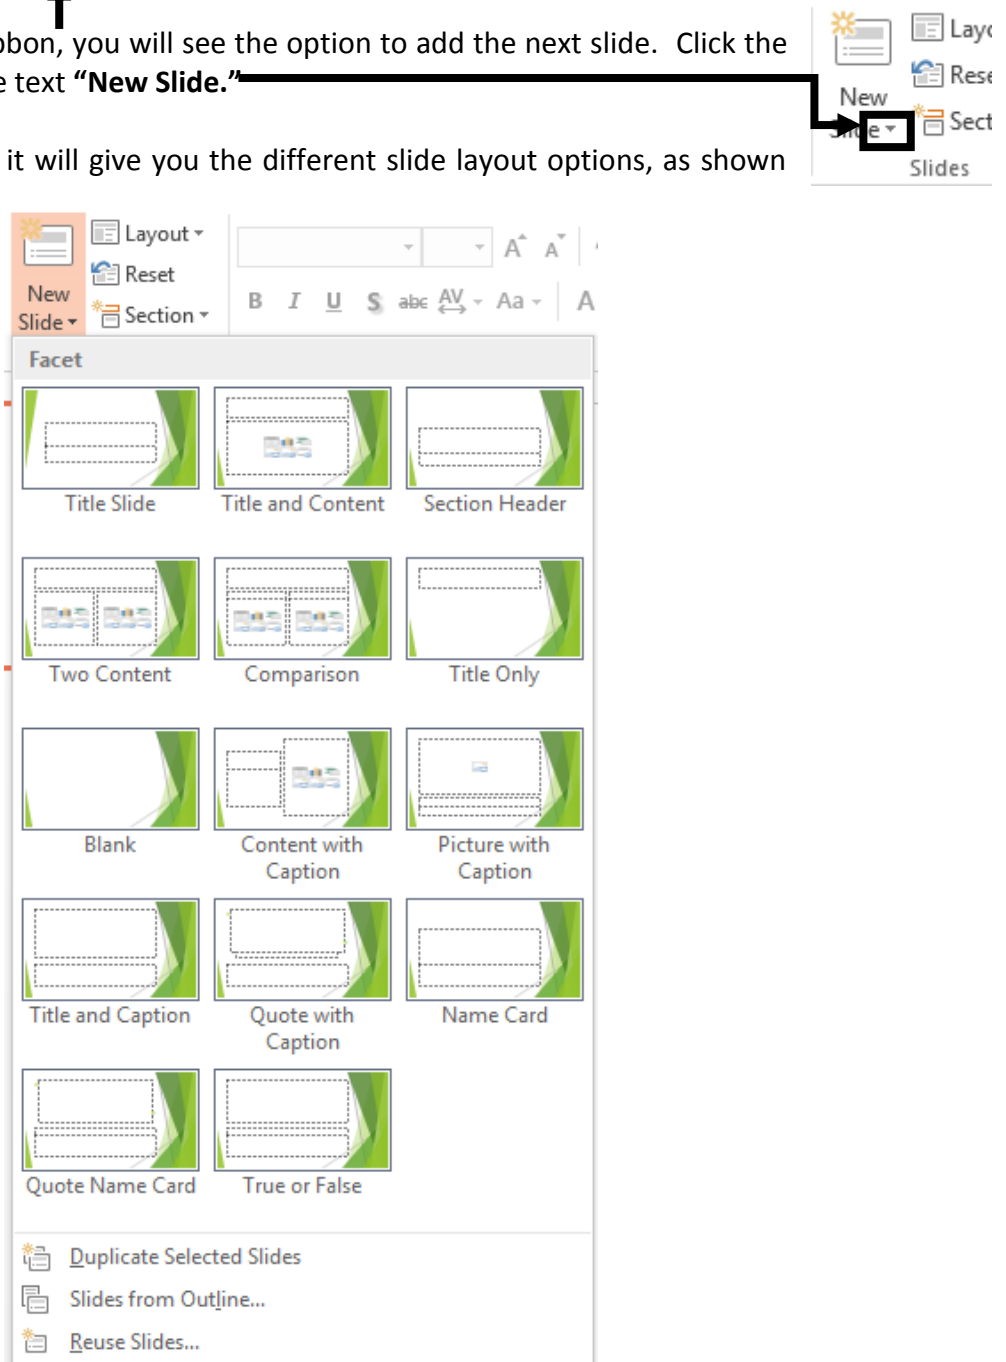 bbon, you will see the option to add the next slide. Click the
e text “New Slide.”
it will give you the different slide layout options, as shown
New
Slide
Layo
Rese
Sect
Slides
New
Slide
Layout
Reset
Section
A A
B I U S abc AV Aa A
Facet
Title Slide Title and Content Section Header
Two Content Comparison Title Only
Blank Content with Caption Picture with Caption
Title and Caption Quote with Caption Name Card
Quote Name Card True or False
Duplicate Selected Slides
Slides from Outline...
Reuse Slides...